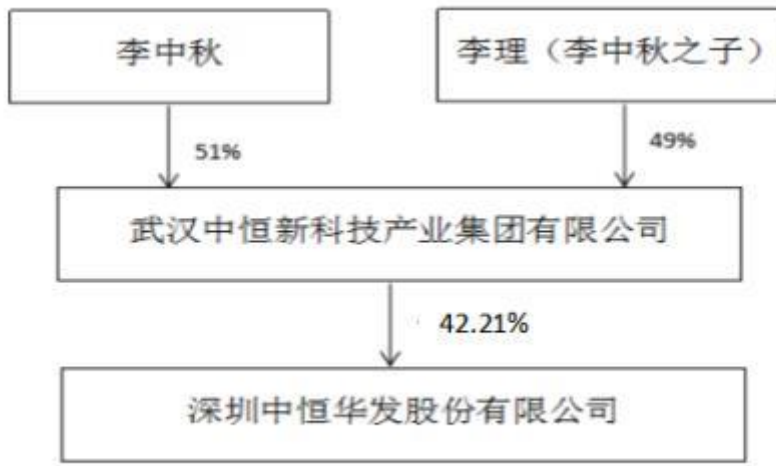 李中秋
李理（李中秋之子）
51%
49%
武汉中恒新科技产业集团有限公司
42.21%
深圳中恒华发股份有限公司